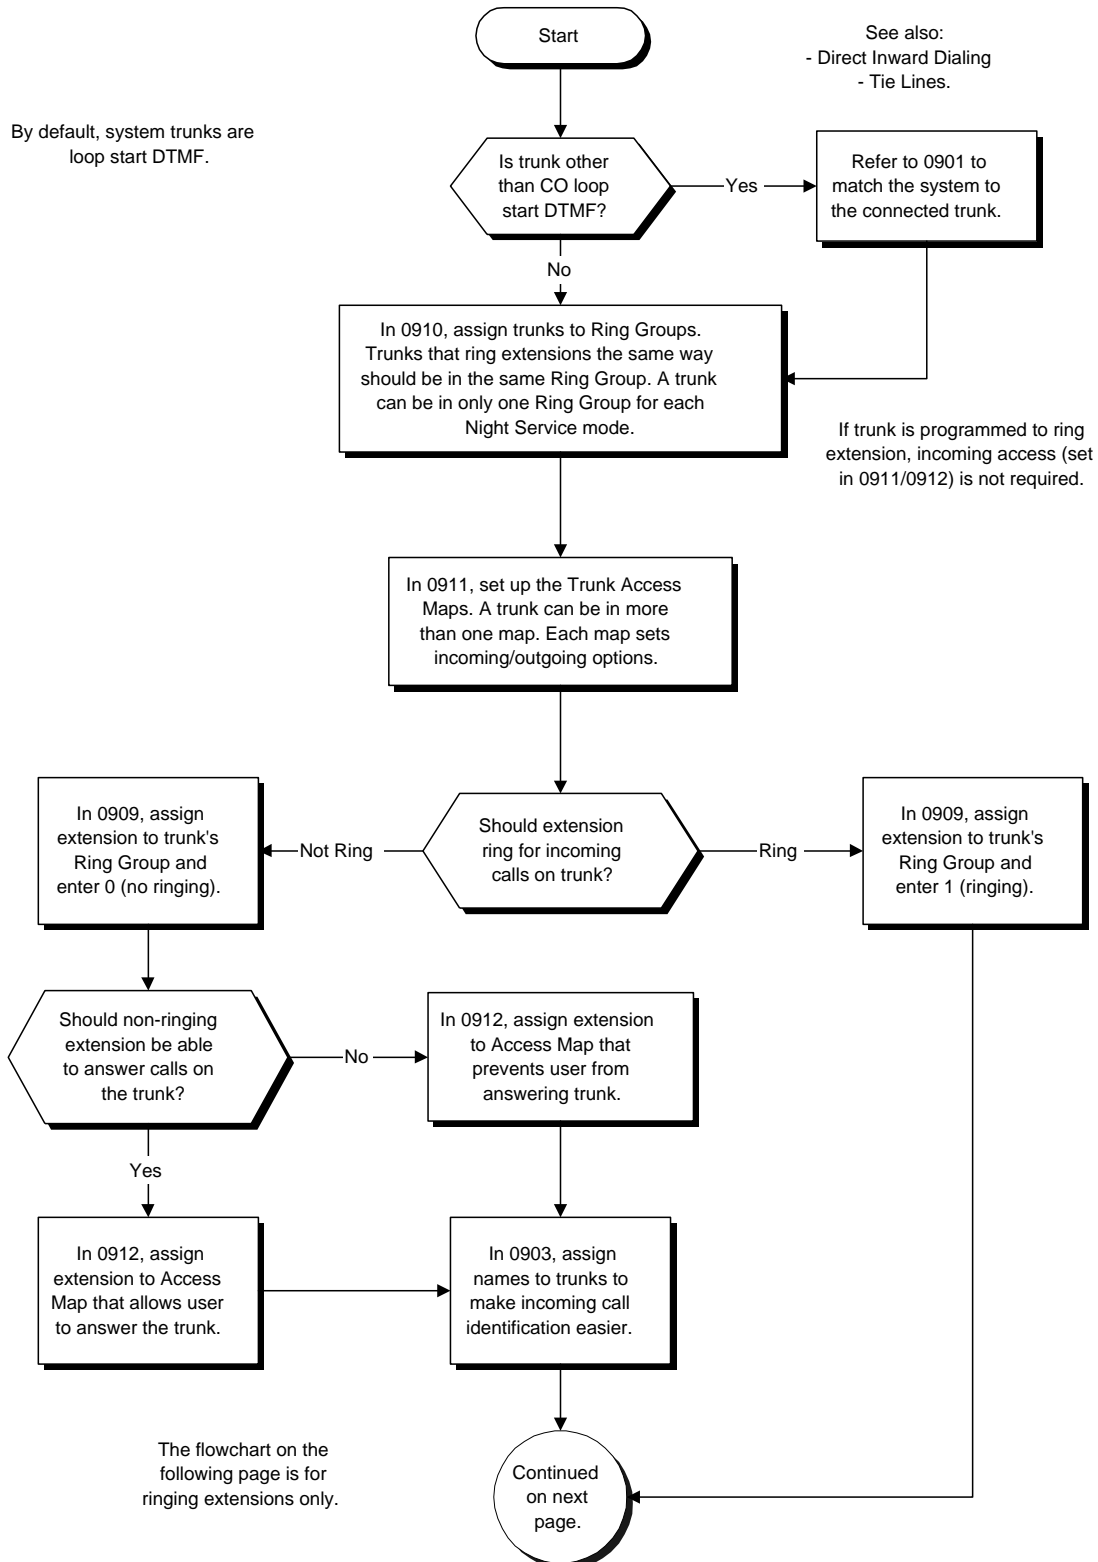 Start
See also:
- Direct Inward Dialing
- Tie Lines.
By default, system trunks are
loop start DTMF.
Is trunk other
than CO loop
start DTMF?
Yes
Refer to 0901 to
match the system to
the connected trunk.
No
In 0910, assign trunks to Ring Groups.
Trunks that ring extensions the same way
should be in the same Ring Group. A trunk
can be in only one Ring Group for each
Night Service mode.
If trunk is programmed to ring
extension, incoming access (set
in 0911/0912) is not required.
In 0911, set up the Trunk Access
Maps. A trunk can be in more
than one map. Each map sets
incoming/outgoing options.
In 0909, assign
extension to trunk's
Ring Group and
enter 0 (no ringing).
Not Ring
Should extension
ring for incoming
calls on trunk?
Ring
In 0909, assign
extension to trunk's
Ring Group and
enter 1 (ringing).
Should non-ringing
extension be able
to answer calls on
the trunk?
No
In 0912, assign extension
to Access Map that
prevents user from
answering trunk.
Yes
In 0912, assign
extension to Access
Map that allows user
to answer the trunk.
In 0903, assign
names to trunks to
make incoming call
identification easier.
The flowchart on the
following page is for
ringing extensions only.
Continued
on next
page.